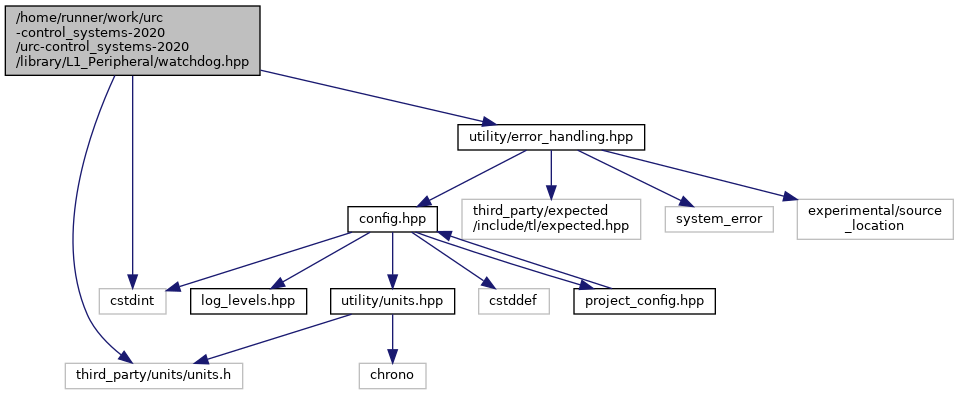 /home/runner/work/urc
-control_systems-2020
/urc-control_systems-2020
/library/L1_Peripheral/watchdog.hpp
utility/error_handling.hpp
config.hpp
third_party/expected
/include/tl/expected.hpp
system_error
experimental/source
_location
cstdint
log_levels.hpp
utility/units.hpp
cstddef
project_config.hpp
third_party/units/units.h
chrono